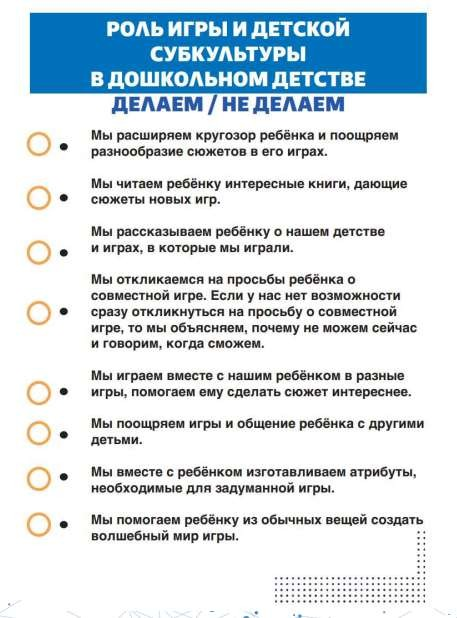 РОЛЬ ИГРЫ И ДЕТСКОЙ
СУБКУЛЬТУРЫ
В ДОШКОЛЬНОМ ДЕТСТВЕ
ДЕЛАЕМ / НЕ ДЕЛАЕМ
Мы расширяем кругозор ребёнка и поощряем
разнообразие сюжетов в его играх.
Мы читаем ребёнку интересные книги, дающие
сюжеты новых игр.
Мы рассказываем ребёнку о нашем детстве
и играх, в которые мы играли.
Мы откликаемся на просьбы ребёнка о
совместной игре. Если у нас нет возможности
сразу откликнуться на просьбу о совместной
игре, то мы объясняем, почему не можем сейчас
и говорим, когда сможем.
Мы играем вместе с нашим ребёнком в разные
игры, помогаем ему сделать сюжет интереснее.
Мы поощряем игры и общение ребёнка с другими
детьми.
Мы вместе с ребёнком изготавливаем атрибуты,
необходимые для задуманной игры.
Мы помогаем ребёнку из обычных вещей создать
волшебный мир игры.